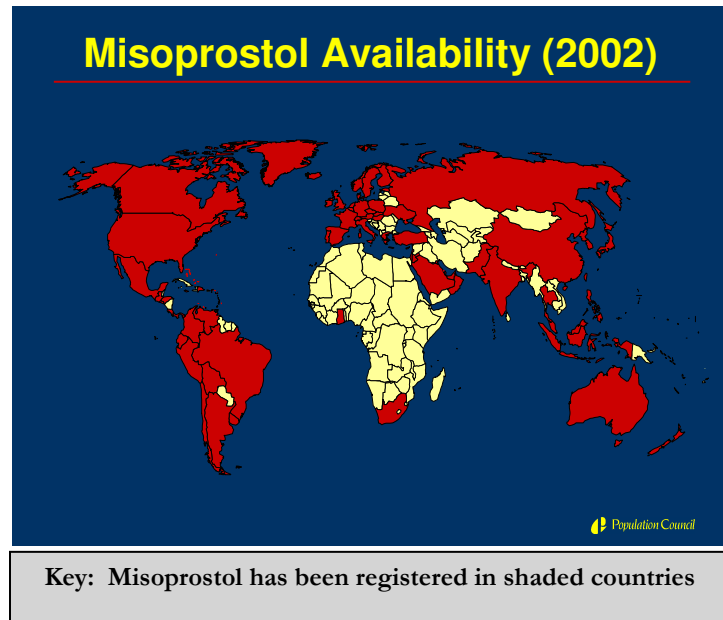 Misoprostol Availability (2002)
Population Council
Key: Misoprostol has been registered in shaded countries